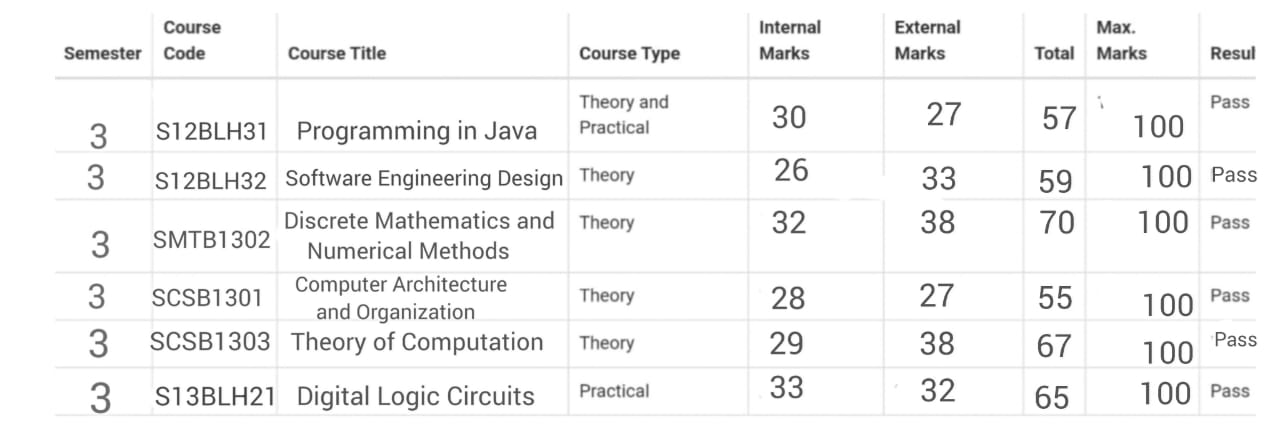 Semester Course Code Course Title Course Type Internal Marks External Marks Total Max. Marks Resul
3 S12BLH31 Programming in Java Theory and Practical 30 27 57 100 Pass
3 S12BLH32 Software Engineering Design Theory 26 33 59 100 Pass
3 SMTB1302 Discrete Mathematics and Numerical Methods Theory 32 38 70 100 Pass
3 SCSB1301 Computer Architecture and Organization Theory 28 27 55 100 Pass
3 SCSB1303 Theory of Computation Theory 29 38 67 100 Pass
3 S13BLH21 Digital Logic Circuits Practical 33 32 65 100 Pass